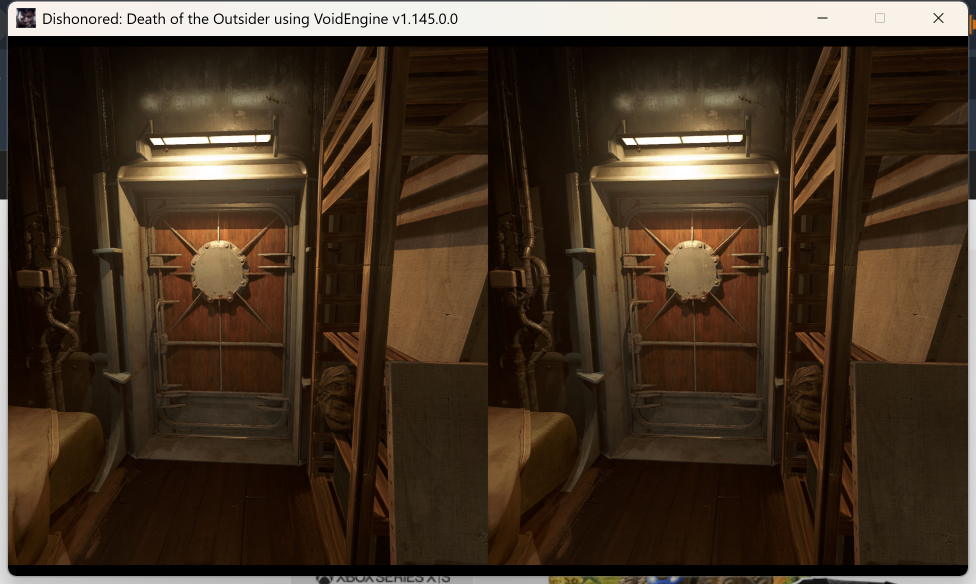 Dishonored: Death of the Outsider using VoidEngine v1.145.0.0
XBOX SERIES X|S